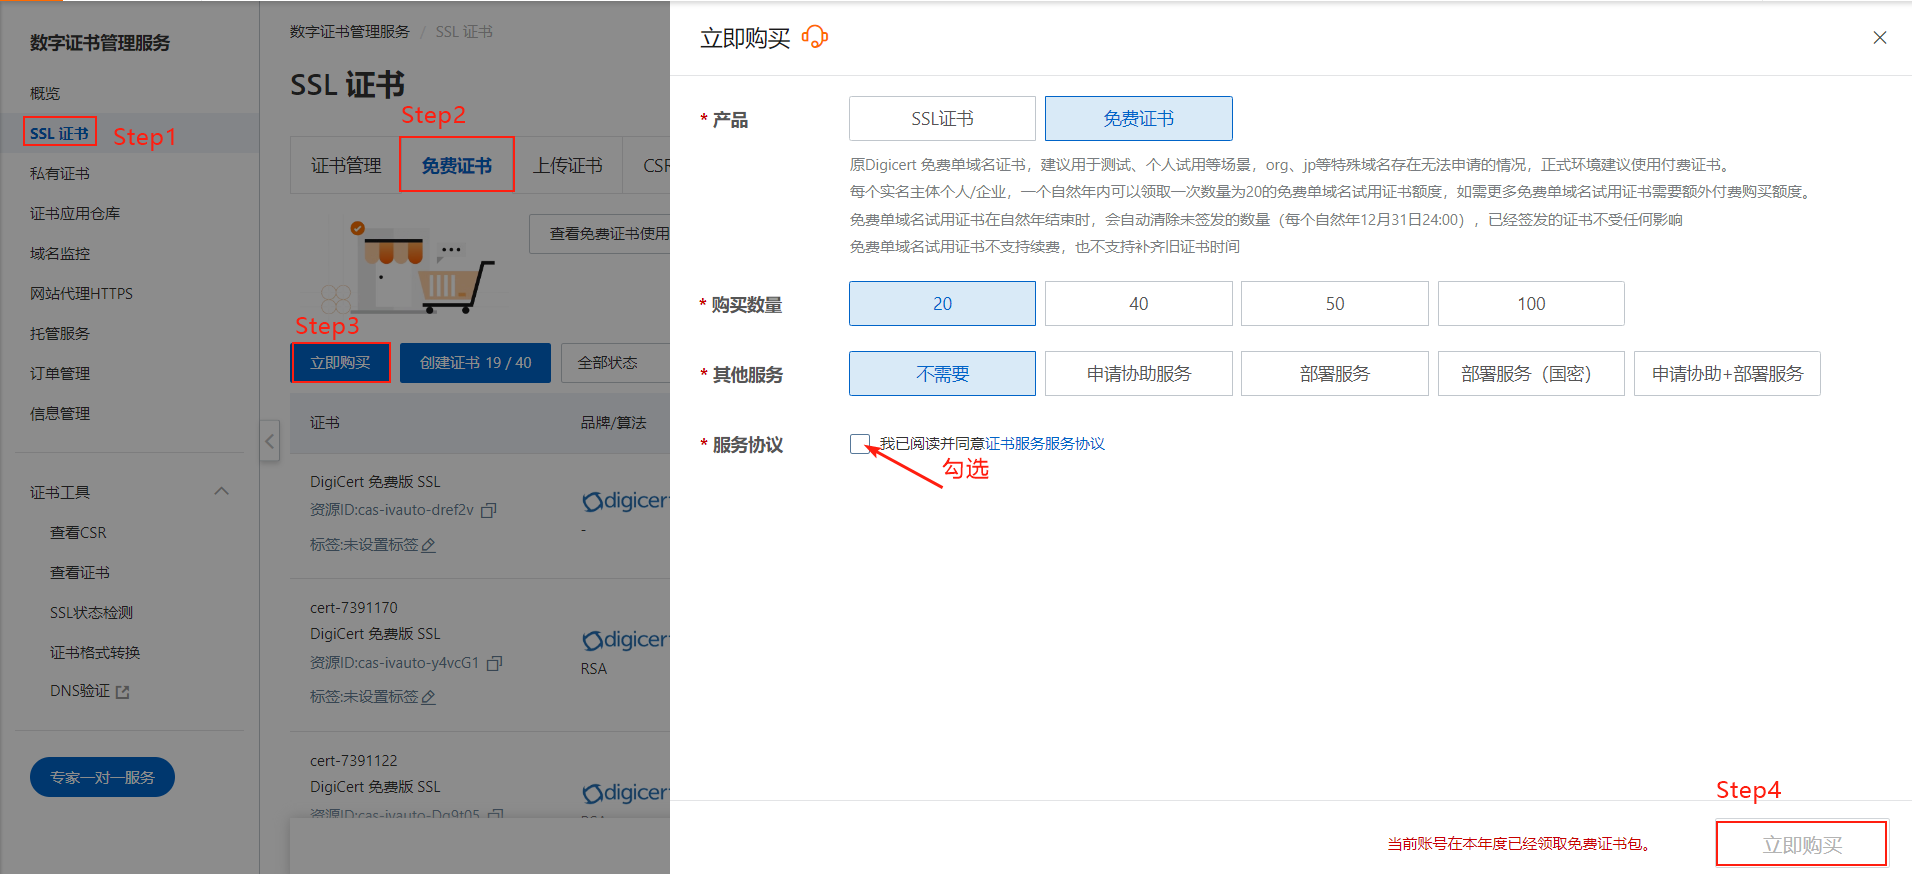 数字证书管理服务
概览
SSL 证书
Step1
私有证书
证书应用仓库
域名监控
网站代理HTTPS
托管服务
订单管理
信息管理
证书工具
查看CSR
查看证书
SSL状态检测
证书格式转换
DNS验证
专家一对一服务
数字证书管理服务 / SSL 证书
SSL 证书
Step2
证书管理
免费证书
上传证书
CSR
查看免费证书使用
Step3
立即购买
创建证书 19 / 40
全部状态
证书
品牌/算法
DigiCert 免费版 SSL
资源ID:cas-ivauto-dref2v
标签:未设置标签
digicert
-
cert-7391170
DigiCert 免费版 SSL
资源ID:cas-ivauto-y4vcG1
标签:未设置标签
digicert
RSA
cert-7391122
DigiCert 免费版 SSL
资源ID:cas-ivauto-Dq9t05
digicert
RSA
立即购买
* 产品
SSL证书
免费证书
原Digicert 免费单域名证书，建议用于测试、个人试用等场景，org、jp等特殊域名存在无法申请的情况，正式环境建议使用付费证书。
每个实名主体个人/企业，一个自然年内可以领取一次数量为20的免费单域名试用证书额度，如需更多免费单域名试用证书需要额外付费购买额度。
免费单域名试用证书在自然年结束时，会自动清除未签发的数量（每个自然年12月31日24:00），已经签发的证书不受任何影响
免费单域名试用证书不支持续费，也不支持补齐旧证书时间
* 购买数量
20
40
50
100
* 其他服务
不需要
申请协助服务
部署服务
部署服务（国密）
申请协助+部署服务
* 服务协议
我已阅读并同意证书服务服务协议
勾选
Step4
当前账号在本年度已经领取免费证书包。
立即购买